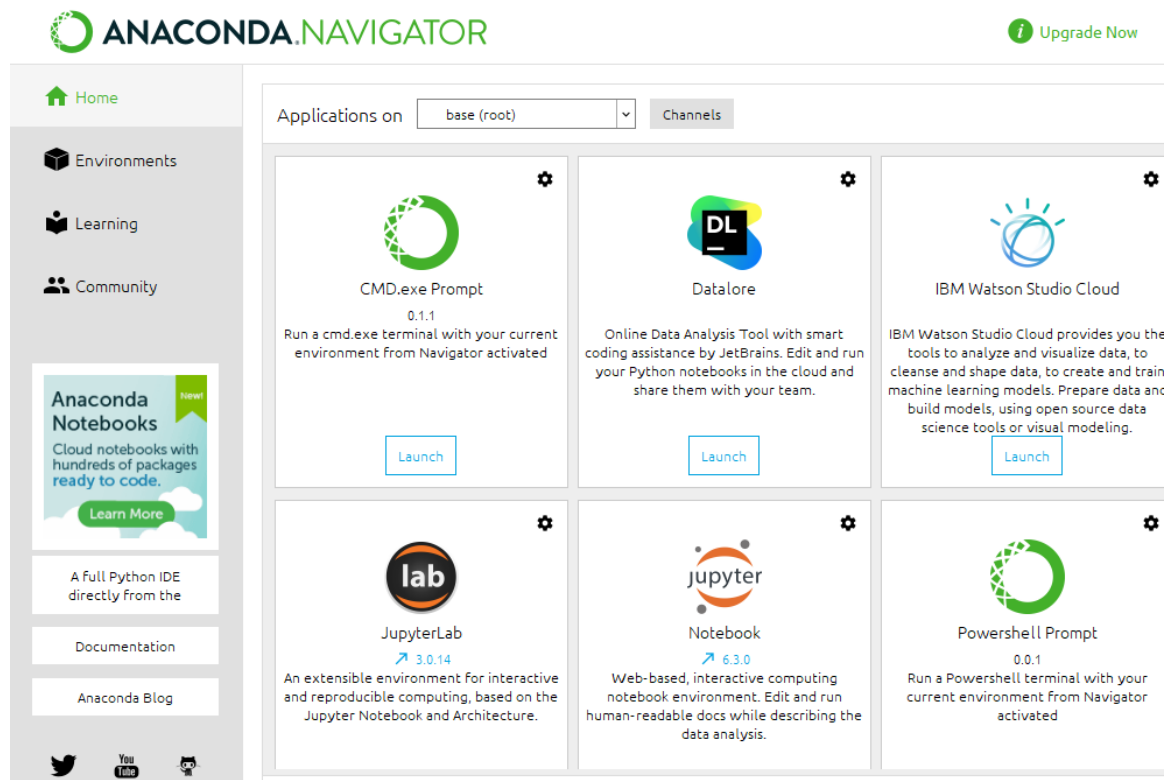 ANACONDA.NAVIGATOR
i Upgrade Now
Home
Environments
Learning
Community
New!
Anaconda
Notebooks
Cloud notebooks with
hundreds of packages
ready to code.
Learn More
A full Python IDE
directly from the
Documentation
Anaconda Blog
You
Tube
Applications on
base (root)
Channels
CMD.exe Prompt
0.1.1
Run a cmd.exe terminal with your current
environment from Navigator activated
Launch
DL
Datalore
Online Data Analysis Tool with smart
coding assistance by JetBrains. Edit and run
your Python notebooks in the cloud and
share them with your team.
Launch
IBM Watson Studio Cloud
IBM Watson Studio Cloud provides you the
tools to analyze and visualize data, to
cleanse and shape data, to create and train
machine learning models. Prepare data and
build models, using open source data
science tools or visual modeling.
Launch
lab
JupyterLab
3.0.14
An extensible environment for interactive
and reproducible computing, based on the
Jupyter Notebook and Architecture.
jupyter
Notebook
6.3.0
Web-based, interactive computing
notebook environment. Edit and run
human-readable docs while describing the
data analysis.
Powershell Prompt
0.0.1
Run a Powershell terminal with your
current environment from Navigator
activated